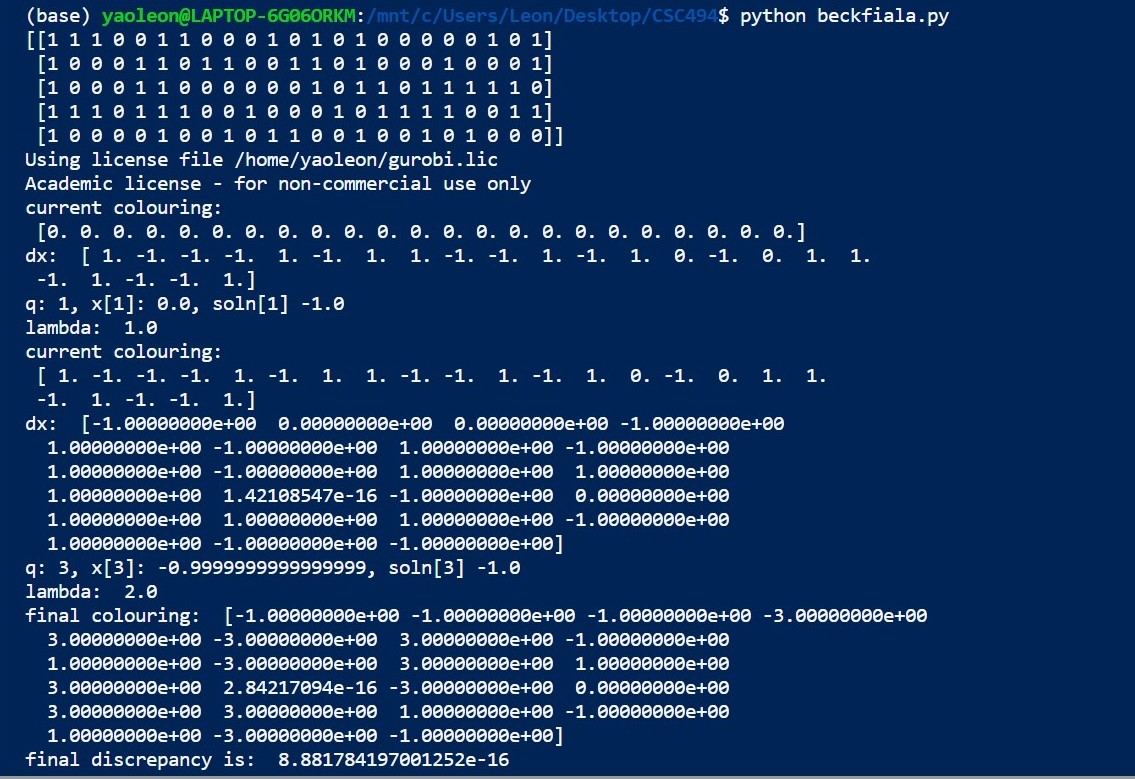 (base) yaoleon@LAPTOP-6G06ORKM:/mnt/c/Users/Leon/Desktop/CSC494$ python beckfiala.py
[[1 1 1 0 0 1 1 0 0 0 1 0 1 0 1 0 0 0 0 0 1 0 1]
 [1 0 0 0 1 1 0 1 1 0 0 1 1 0 1 0 0 0 1 0 0 0 1]
 [1 0 0 0 1 1 0 0 0 0 0 1 0 1 1 0 1 1 1 1 1 1 0]
 [1 1 1 0 1 1 1 0 0 1 0 0 0 1 0 1 1 1 1 0 0 1 1]
 [1 0 0 0 0 1 0 0 1 0 1 1 0 0 1 0 0 1 0 1 0 0 0]]
Using license file /home/yaoleon/gurobi.lic
Academic license - for non-commercial use only
current colouring:
 [0. 0. 0. 0. 0. 0. 0. 0. 0. 0. 0. 0. 0. 0. 0. 0. 0. 0. 0. 0. 0. 0. 0.]
dx:  [ 1. -1. -1. -1.  1. -1.  1.  1. -1. -1.  1. -1.  1.  0. -1.  0.  1.  1.
 -1.  1. -1. -1.  1.]
q: 1, x[1]: 0.0, soln[1] -1.0
lambda:  1.0
current colouring:
 [ 1. -1. -1. -1.  1. -1.  1.  1. -1. -1.  1. -1.  1.  0. -1.  0.  1.  1.
 -1.  1. -1. -1.  1.]
dx:  [-1.00000000e+00  0.00000000e+00  0.00000000e+00 -1.00000000e+00
  1.00000000e+00 -1.00000000e+00  1.00000000e+00 -1.00000000e+00
  1.00000000e+00 -1.00000000e+00  1.00000000e+00  1.00000000e+00
  1.00000000e+00  1.42108547e-16 -1.00000000e+00  0.00000000e+00
  1.00000000e+00  1.00000000e+00  1.00000000e+00 -1.00000000e+00
  1.00000000e+00 -1.00000000e+00 -1.00000000e+00]
q: 3, x[3]: -0.9999999999999999, soln[3] -1.0
lambda:  2.0
final colouring:  [-1.00000000e+00 -1.00000000e+00 -1.00000000e+00 -3.00000000e+00
  3.00000000e+00 -3.00000000e+00  3.00000000e+00 -1.00000000e+00
  1.00000000e+00 -3.00000000e+00  3.00000000e+00  1.00000000e+00
  3.00000000e+00  2.84217094e-16 -3.00000000e+00  0.00000000e+00
  3.00000000e+00  3.00000000e+00  1.00000000e+00 -1.00000000e+00
  1.00000000e+00 -3.00000000e+00 -1.00000000e+00]
final discrepancy is:  8.881784197001252e-16